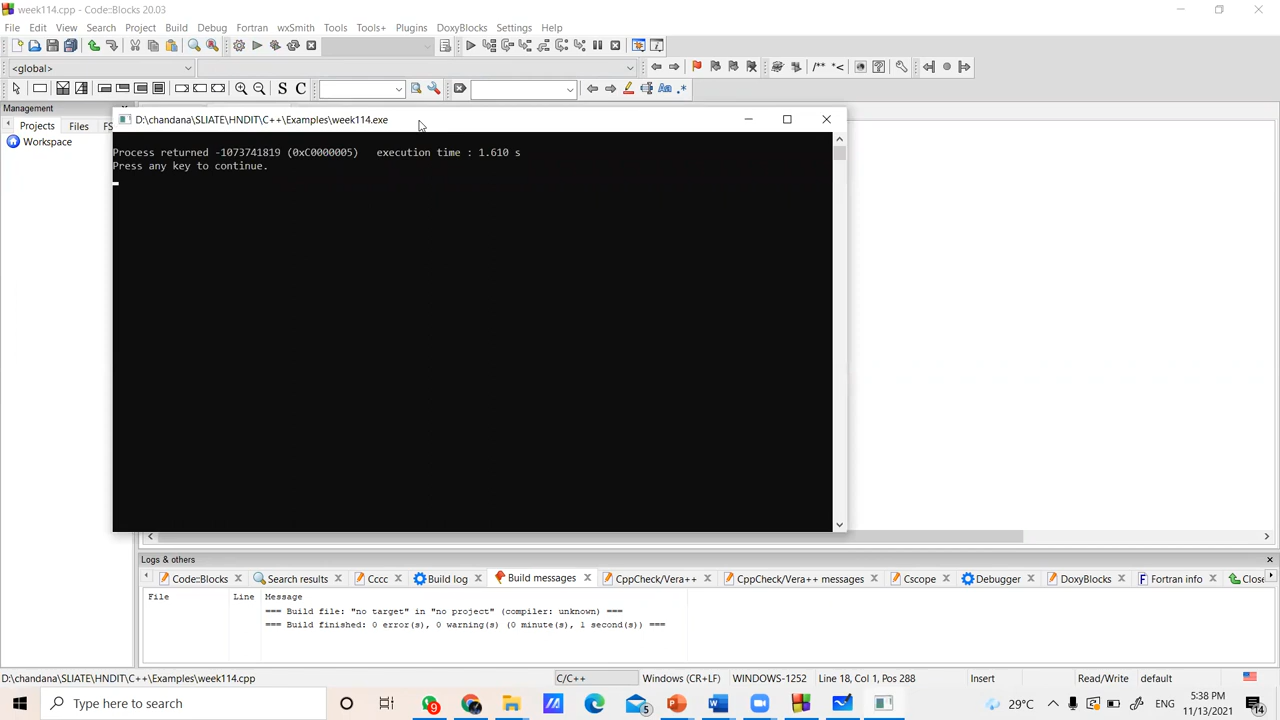 week114.cpp - Code::Blocks 20.03
File Edit View Search Project Build Debug Fortran wxSmith Tools Tools+ Plugins DoxyBlocks Settings Help
<global>
/** *<
S C
Aa .*
Management
Projects Files FS
Workspace
D:\chandana\SLIATE\HNDIT\C++\Examples\week114.exe
Process returned -1073741819 (0xC0000005)   execution time : 1.610 s
Press any key to continue.
Logs & others
Code::Blocks Search results Cccc Build log Build messages CppCheck/Vera++ CppCheck/Vera++ messages Cscope Debugger DoxyBlocks Fortran info Close
File Line Message
=== Build file: "no target" in "no project" (compiler: unknown) ===
=== Build finished: 0 error(s), 0 warning(s) (0 minute(s), 1 second(s)) ===
D:\chandana\SLIATE\HNDIT\C++\Examples\week114.cpp C/C++ Windows (CR+LF) WINDOWS-1252 Line 18, Col 1, Pos 288 Insert Read/Write default
Type here to search
9
5
29°C
ENG
5:38 PM
11/13/2021
14